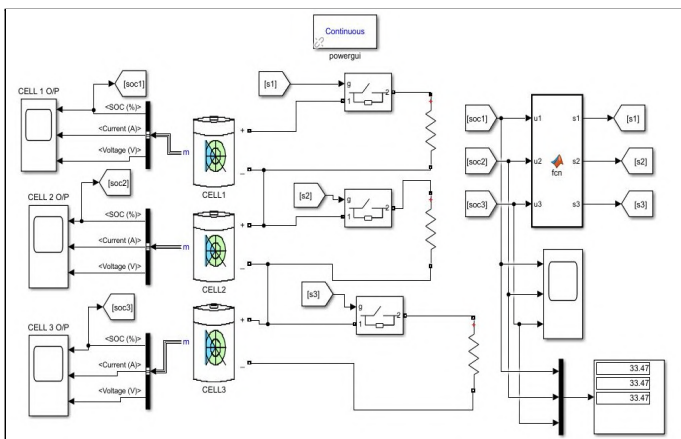 Continuous
powergui
CELL 1 O/P
[soc1]
<SOC (%)>
<Current (A)>
<Voltage (V)>
m
+
_
CELL1
[s1]
g
1
2
+
CELL 2 O/P
[soc2]
<SOC (%)>
<Current (A)>
<Voltage (V)>
m
+
_
CELL2
[s2]
g
1
2
+
CELL 3 O/P
[soc3]
<SOC (%)>
<Current (A)>
<Voltage (V)>
m
+
_
CELL3
[s3]
g
1
2
+
[soc1]
[soc2]
[soc3]
u1
u2
u3
fcn
s1
s2
s3
[s1]
[s2]
[s3]
33.47
33.47
33.47